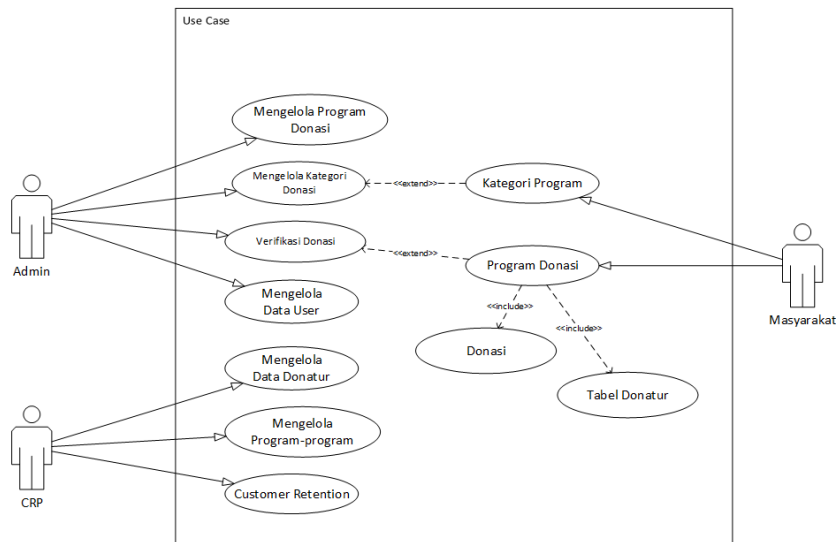 Use Case
Mengelola Program
Donasi
Mengelola Kategori
Donasi
<<extend>>
Kategori Program
Verifikasi Donasi
<<extend>>
Program Donasi
Admin
Masyarakat
Mengelola
Data User
<<include>>
<<include>>
Donasi
Mengelola
Data Donatur
Tabel Donatur
Mengelola
Program-program
Customer Retention
CRP